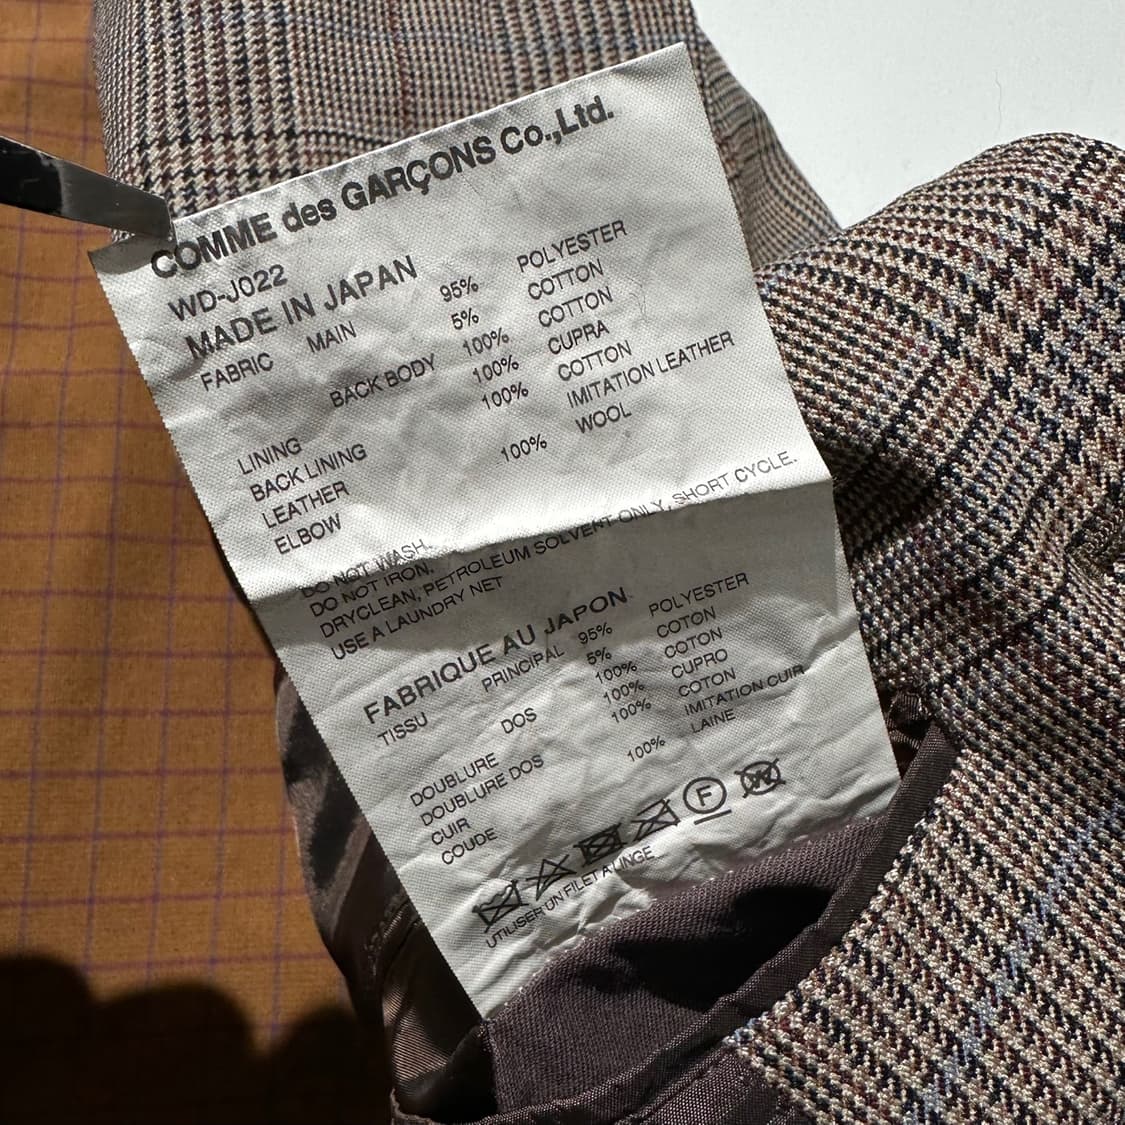 COMME des GARÇONS Co.,Ltd.
WD-J022
MADE IN JAPAN
FABRIC MAIN 95% POLYESTER
5% COTTON
BACK BODY 100% COTTON
LINING 100% CUPRA
BACK LINING 100% COTTON
LEATHER IMITATION LEATHER
ELBOW 100% WOOL
DO NOT WASH.
DO NOT IRON.
DRYCLEAN, PETROLEUM SOLVENT ONLY, SHORT CYCLE.
USE A LAUNDRY NET
FABRIQUE AU JAPON
TISSU PRINCIPAL 95% POLYESTER
5% COTON
DOS 100% COTON
DOUBLURE 100% CUPRO
DOUBLURE DOS 100% COTON
CUIR IMITATION CUIR
COUDE 100% LAINE
F W
UTILISER UN FILET A LINGE